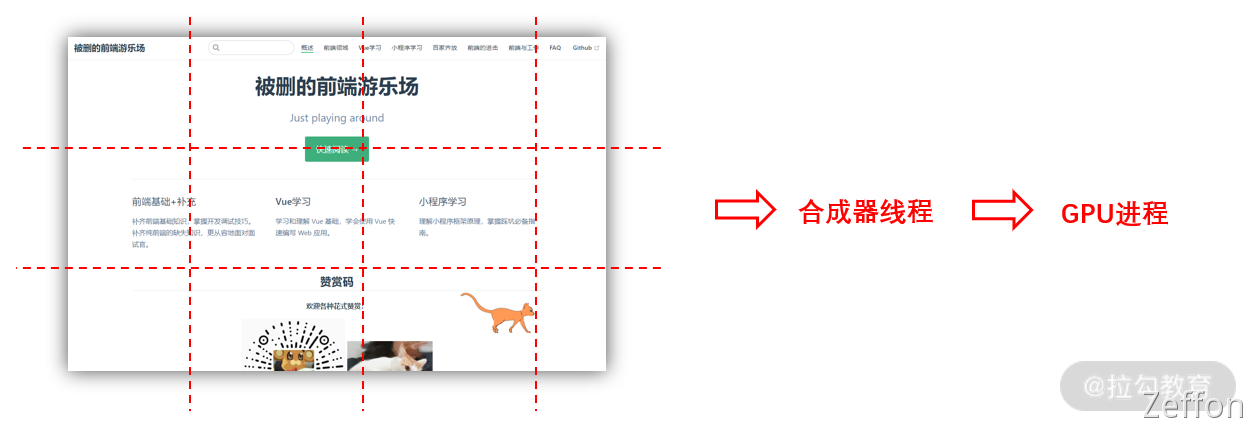 被删的前端游乐场
概述 前端领域 Vue学习 小程序学习 百家齐放 前端的进击 前端与工作 FAQ Github
被删的前端游乐场
Just playing around
快速阅读 →
前端基础+补充
补齐前端基础知识，掌握开发调试技巧。
补齐纯前端的缺失知识，更从容地面对面
试官。
Vue学习
学习和理解 Vue 基础，学会使用 Vue 快
速编写 Web 应用。
小程序学习
理解小程序框架原理，掌握踩坑必备指
南。
赞赏码
欢迎各种花式赞赏：
合成器线程
GPU进程
@拉勾教育
Zeffon